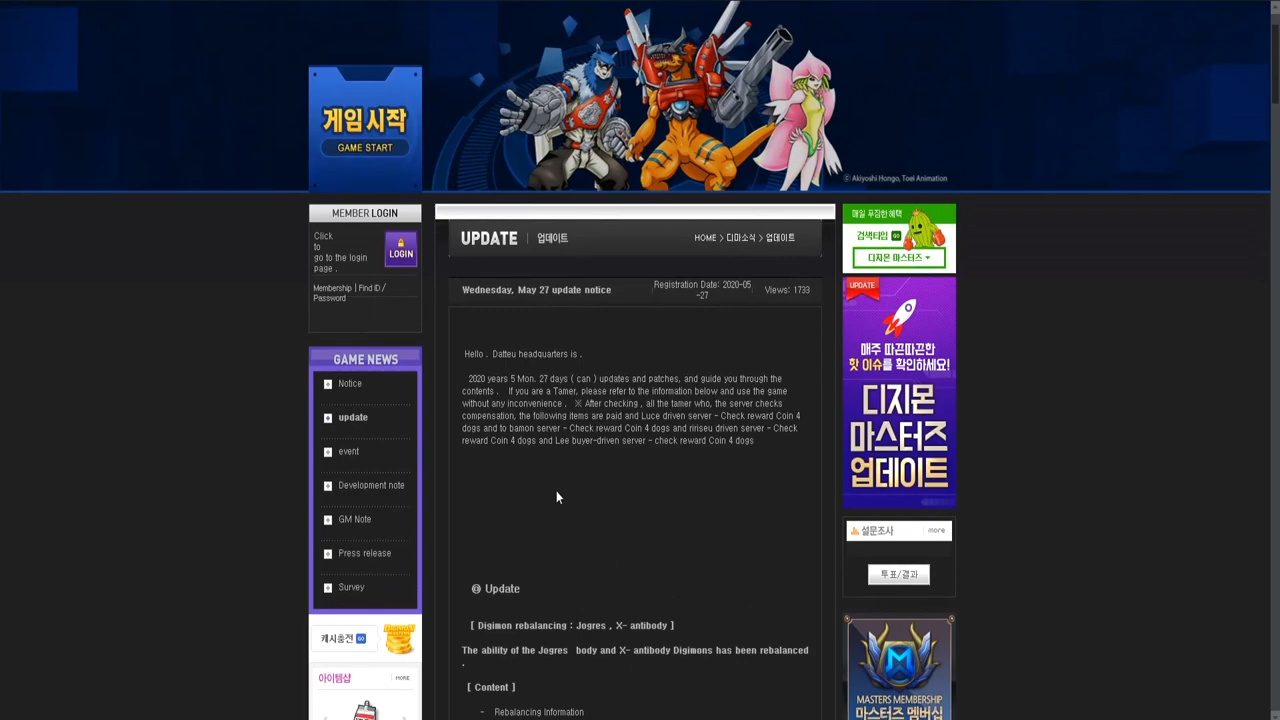 게임 시작
GAME START
ⓒ Akiyoshi Hongo, Toei Animation
MEMBER LOGIN
Click
to
go to the login
page .
LOGIN
Membership | Find ID /
Password
GAME NEWS
Notice
update
event
Development note
GM Note
Press release
Survey
캐시충전 GO
아이템샵
MORE
UPDATE | 업데이트
HOME > 디마소식 > 업데이트
Wednesday, May 27 update notice
Registration Date: 2020-05
-27
Views: 1733
Hello . Datteu headquarters is .
2020 years 5 Mon. 27 days ( can ) updates and patches, and guide you through the
contents . If you are a Tamer, please refer to the information below and use the game
without any inconvenience . ※ After checking , all the tamer who, the server checks
compensation, the following items are paid and Luce driven server - Check reward Coin 4
dogs and to bamon server - Check reward Coin 4 dogs and ririseu driven server - Check
reward Coin 4 dogs and Lee buyer-driven server - check reward Coin 4 dogs
Update
[ Digimon rebalancing : Jogres , X- antibody ]
The ability of the Jogres body and X- antibody Digimons has been rebalanced
.
[ Content ]
- Rebalancing Information
매일 푸짐한 혜택
검색타임 GO
디지몬 마스터즈
UPDATE
매주 따끈따끈한
핫 이슈를 확인하세요!
디지몬
마스터즈
업데이트
설문조사
more
투표/결과
MASTERS MEMBERSHIP
마스터즈 멤버십